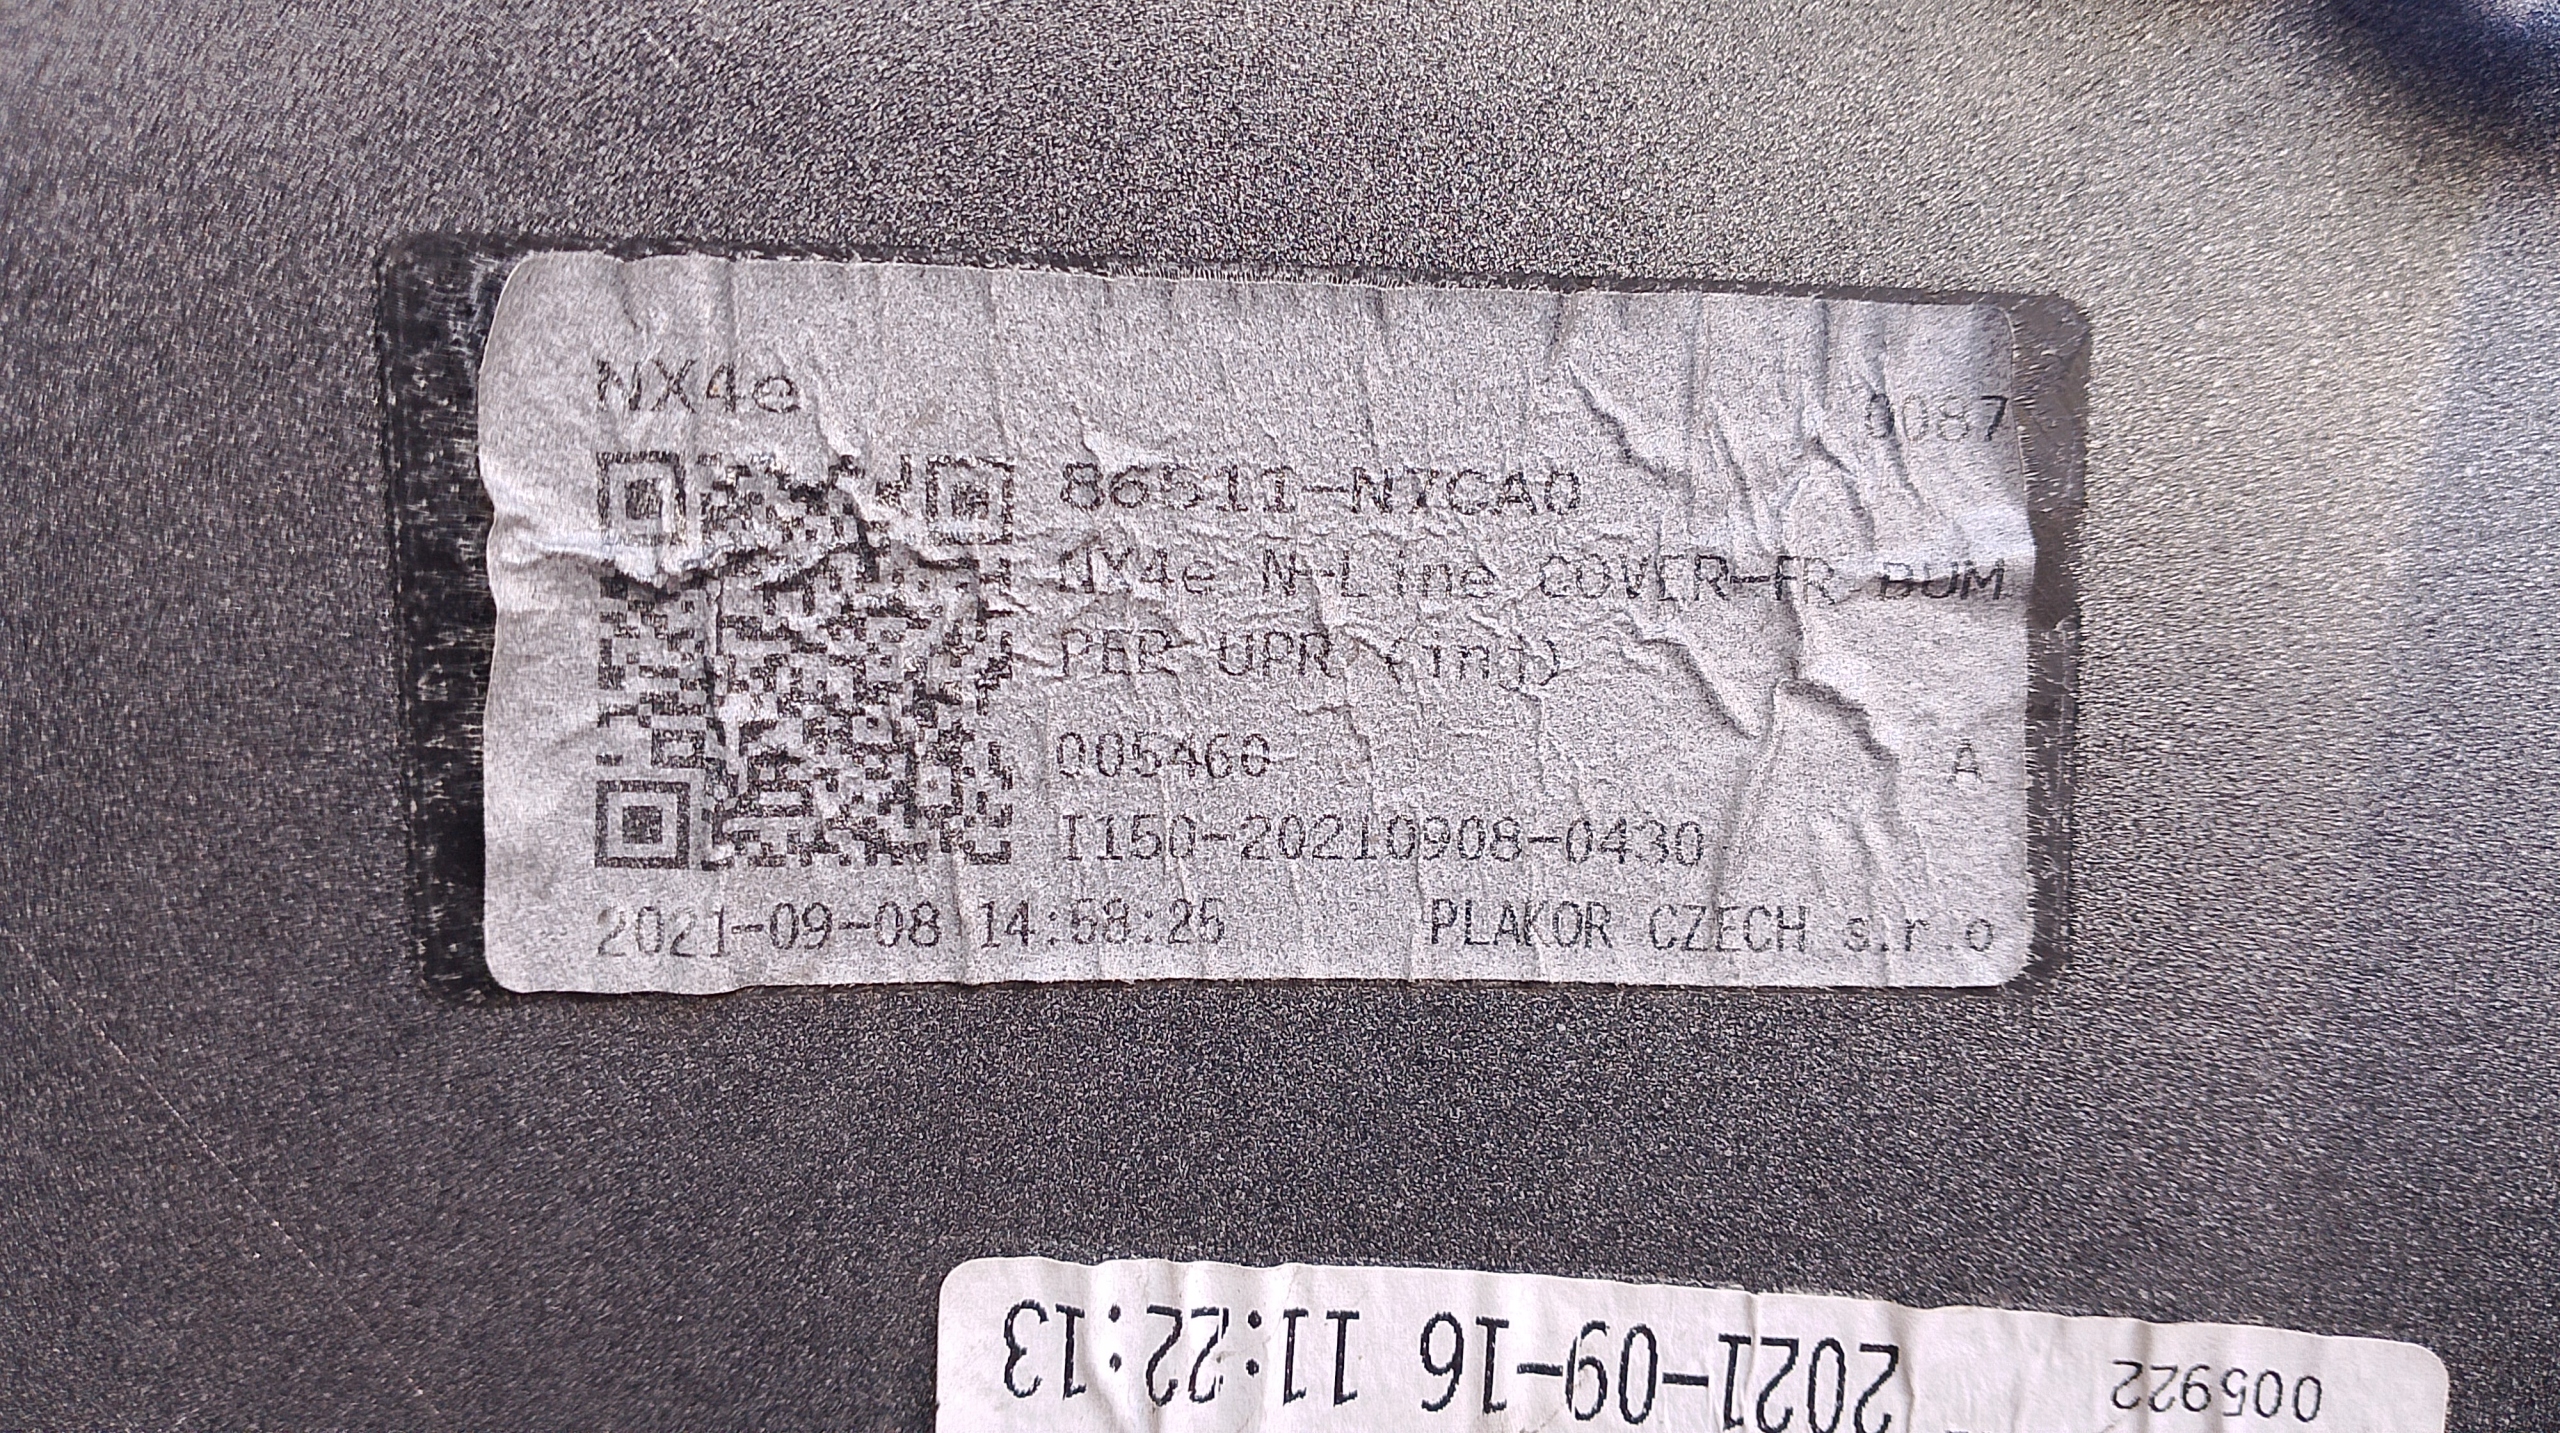 NX4e
0087
86511-N7CA0
NX4e N-Line COVER-FR BUM
PER UPR (inj)
005460
A
I150-20210908-0430
2021-09-08 14:58:25 PLAKOR CZECH s.r.o
005922
2021-09-16 11:22:13